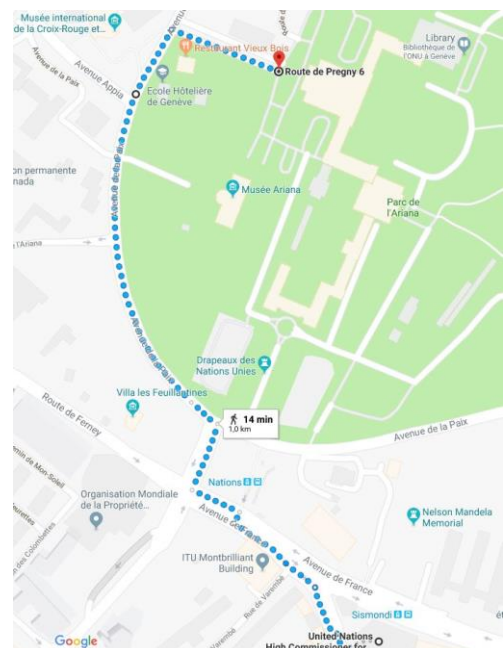 Musée international
de la Croix-Rouge et...
Avenue
Restaurant Vieux Bois
Library
Bibliothèque de
l'ONU à Genève
Route de Pregny 6
Avenue de la Paix
Avenue Appia
Ecole Hôtelière
de Genève
on permanente
nada
Musée Ariana
Parc de
l'Ariana
l'Ariana
Drapeaux des
Nations Unies
Villa les Feuillantines
14 min
1,0 km
Route de Ferney
Avenue de la Paix
Nations
Organisation Mondiale
de la Propriété...
Nelson Mandela
Memorial
ITU Montbrillant
Building
Rue de Varembé
Avenue de France
Sismondi
Varembé
United Nations
High Commissioner for
Google